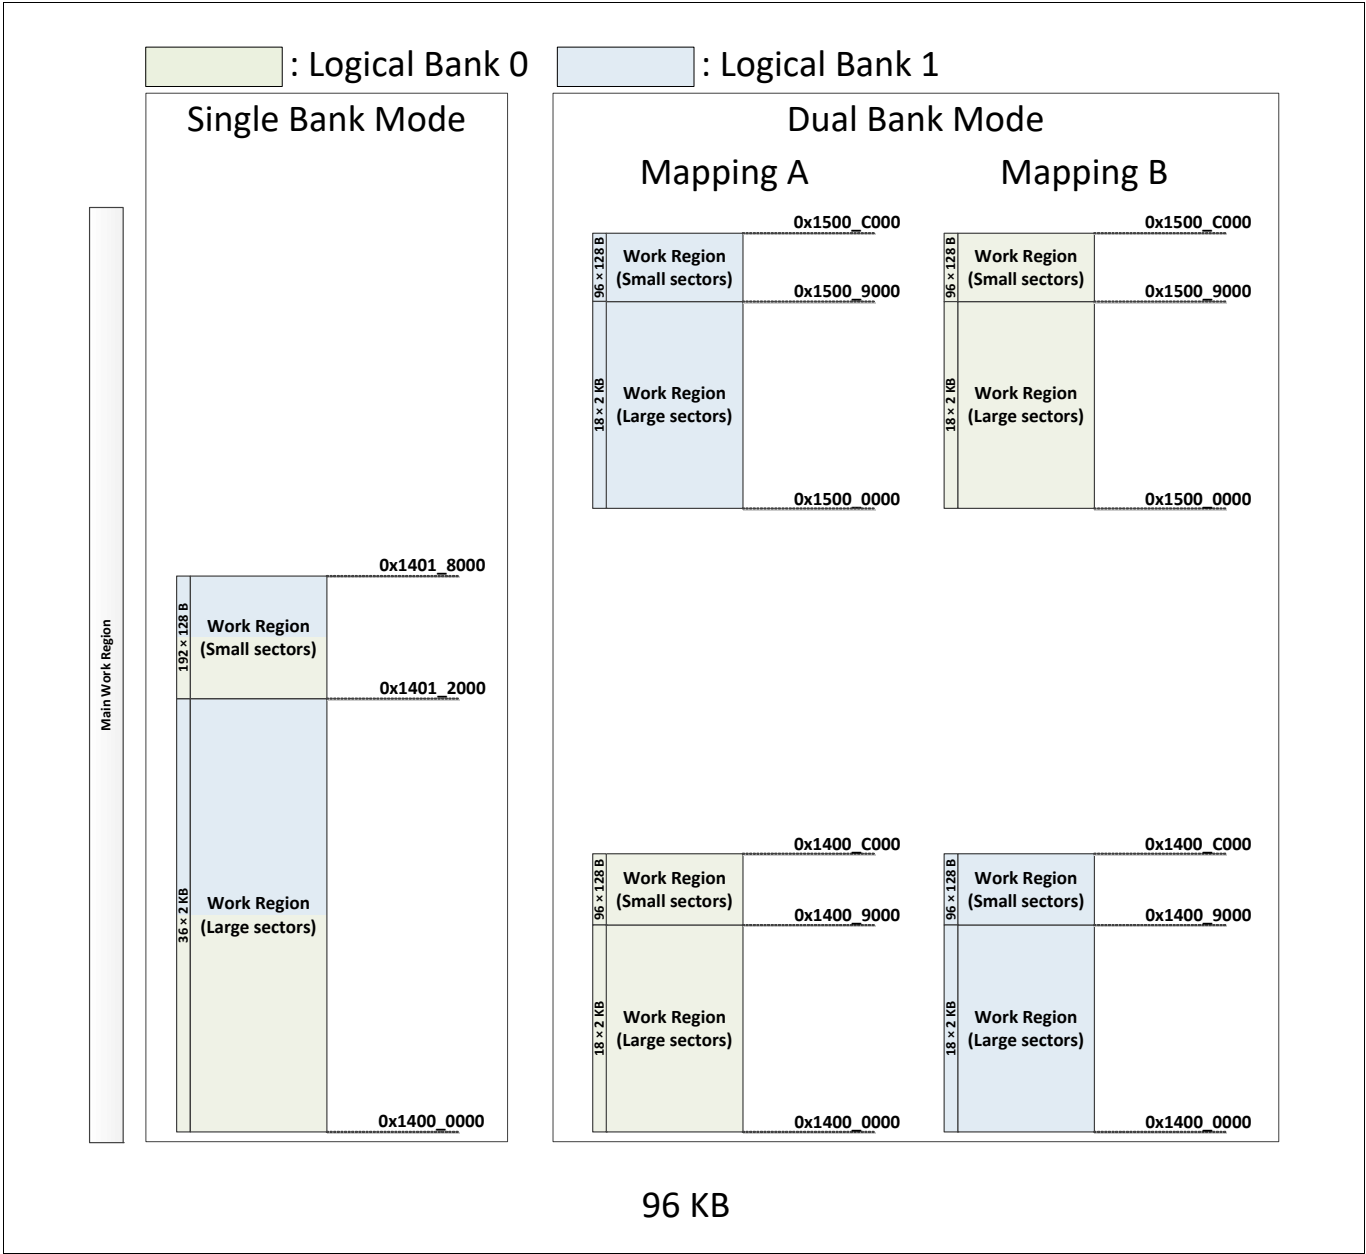 : Logical Bank 0
: Logical Bank 1
Single Bank Mode
Dual Bank Mode
Mapping A
Mapping B
Main Work Region
0x1401_8000
192 × 128 B
Work Region
(Small sectors)
0x1401_2000
36 × 2 KB
Work Region
(Large sectors)
0x1400_0000
0x1500_C000
96 × 128 B
Work Region
(Small sectors)
0x1500_9000
18 × 2 KB
Work Region
(Large sectors)
0x1500_0000
0x1400_C000
96 × 128 B
Work Region
(Small sectors)
0x1400_9000
18 × 2 KB
Work Region
(Large sectors)
0x1400_0000
0x1500_C000
96 × 128 B
Work Region
(Small sectors)
0x1500_9000
18 × 2 KB
Work Region
(Large sectors)
0x1500_0000
0x1400_C000
96 × 128 B
Work Region
(Small sectors)
0x1400_9000
18 × 2 KB
Work Region
(Large sectors)
0x1400_0000
96 KB